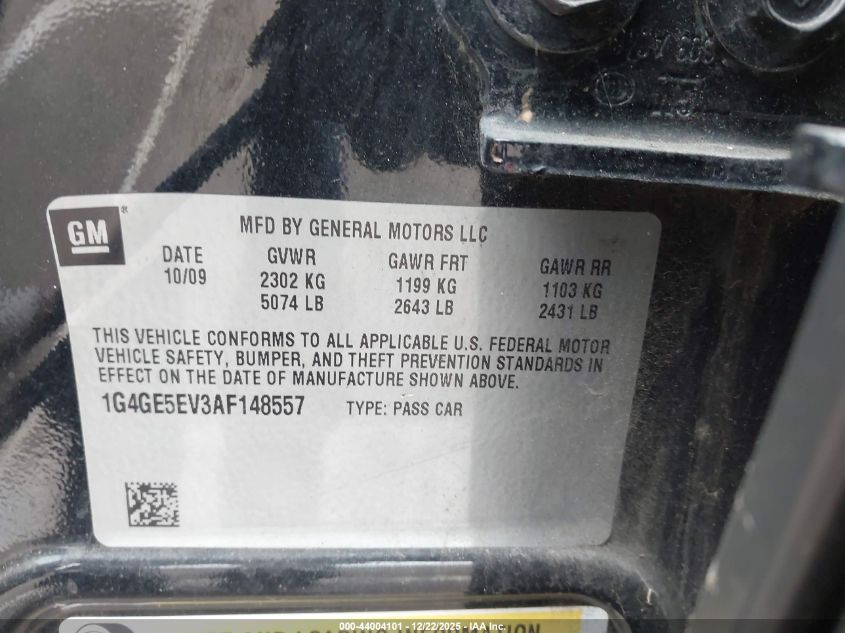 GM®
MFD BY GENERAL MOTORS LLC
DATE GVWR GAWR FRT GAWR RR
10/09 2302 KG 1199 KG 1103 KG
5074 LB 2643 LB 2431 LB
THIS VEHICLE CONFORMS TO ALL APPLICABLE U.S. FEDERAL MOTOR
VEHICLE SAFETY, BUMPER, AND THEFT PREVENTION STANDARDS IN
EFFECT ON THE DATE OF MANUFACTURE SHOWN ABOVE.
1G4GE5EV3AF148557 TYPE: PASS CAR
000-44004101 - 12/22/2025 - IAAI.COM